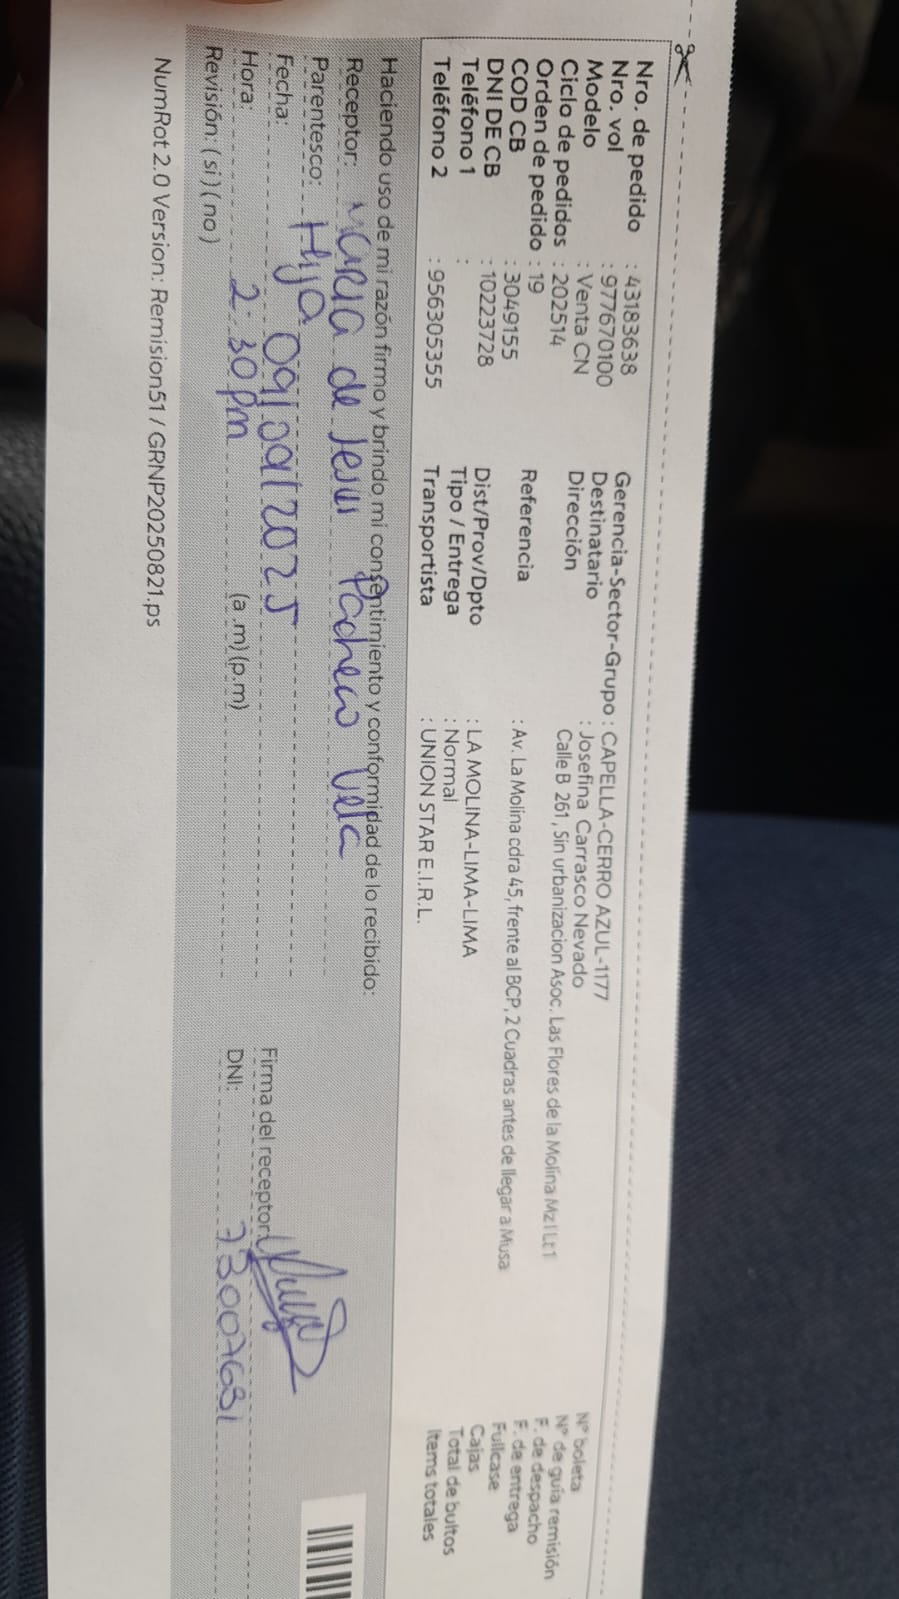 Nro. de pedido : 43183638
Nro. vol : 977670100
Modelo : Venta CN
Ciclo de pedidos : 202514
Orden de pedido : 19
COD CB : 3049155
DNI DE CB : 10223728
Teléfono 1 :
Teléfono 2 : 956305355
Gerencia-Sector-Grupo : CAPELLA-CERRO AZUL-1177
Destinatario : Josefina Carrasco Nevado
Dirección : Calle B 261 , Sin urbanizacion Asoc. Las Flores de la Molina Mz I Lt 1
Referencia : Av. La Molina cdra 45, frente al BCP, 2 Cuadras antes de llegar a Musa
Dist/Prov/Dpto : LA MOLINA-LIMA-LIMA
Tipo / Entrega : Normal
Transportista : UNION STAR E.I.R.L.
N° boleta
N° de guía remisión
F. de despacho
F. de entrega
Fullcase
Cajas
Total de bultos
Items totales
Haciendo uso de mi razón firmo y brindo mi consentimiento y conformidad de lo recibido:
Receptor: Maria de Jesus Pacheco Vela
Parentesco: Hija
Fecha: 09/09/2025
Hora: 2:30pm (a .m) (p.m)
Revisión: ( si ) ( no )
Firma del receptor:
DNI: 73007681
NumRot 2.0 Version: Remision51 / GRNP20250821.ps